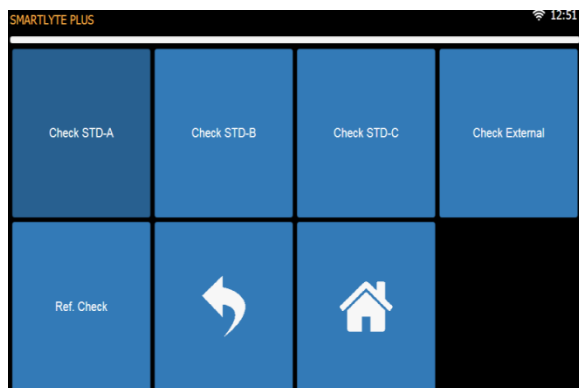 SMARTLYTE PLUS
12:51
Check STD-A
Check STD-B
Check STD-C
Check External
Ref. Check